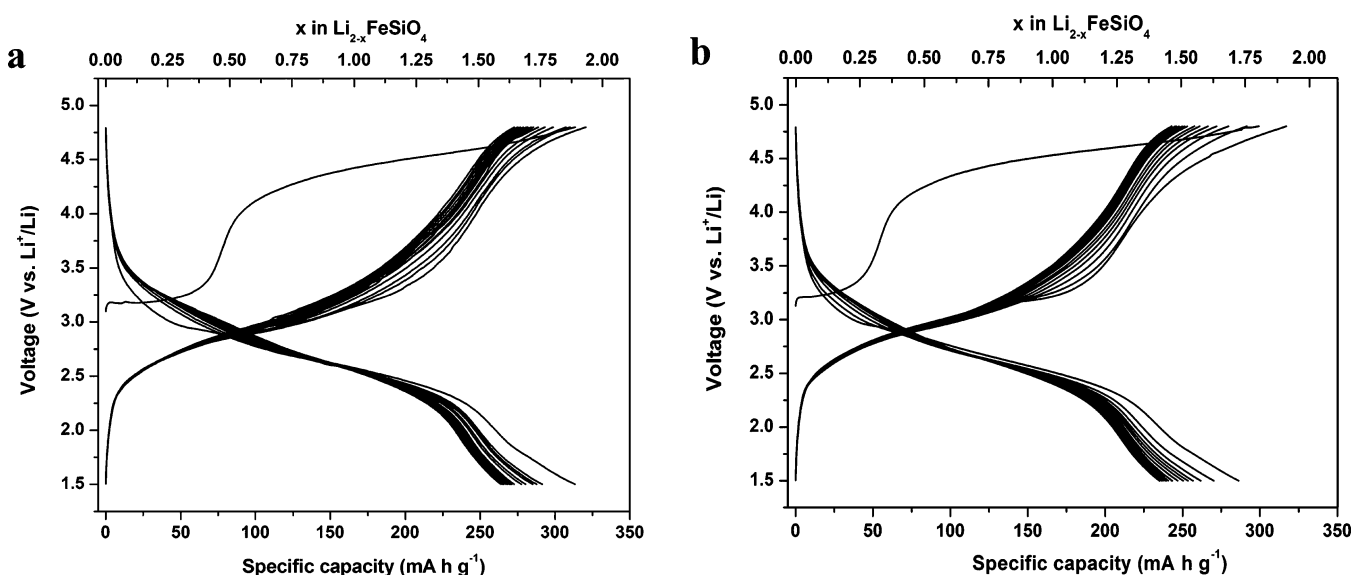 a
x in Li2-xFeSiO4
0.00 0.25 0.50 0.75 1.00 1.25 1.50 1.75 2.00
5.0
4.5
4.0
3.5
3.0
2.5
2.0
1.5
Voltage (V vs. Li+/Li)
0 50 100 150 200 250 300 350
Specific capacity (mA h g-1)
b
x in Li2-xFeSiO4
0.00 0.25 0.50 0.75 1.00 1.25 1.50 1.75 2.00
5.0
4.5
4.0
3.5
3.0
2.5
2.0
1.5
Voltage (V vs. Li+/Li)
0 50 100 150 200 250 300 350
Specific capacity (mA h g-1)